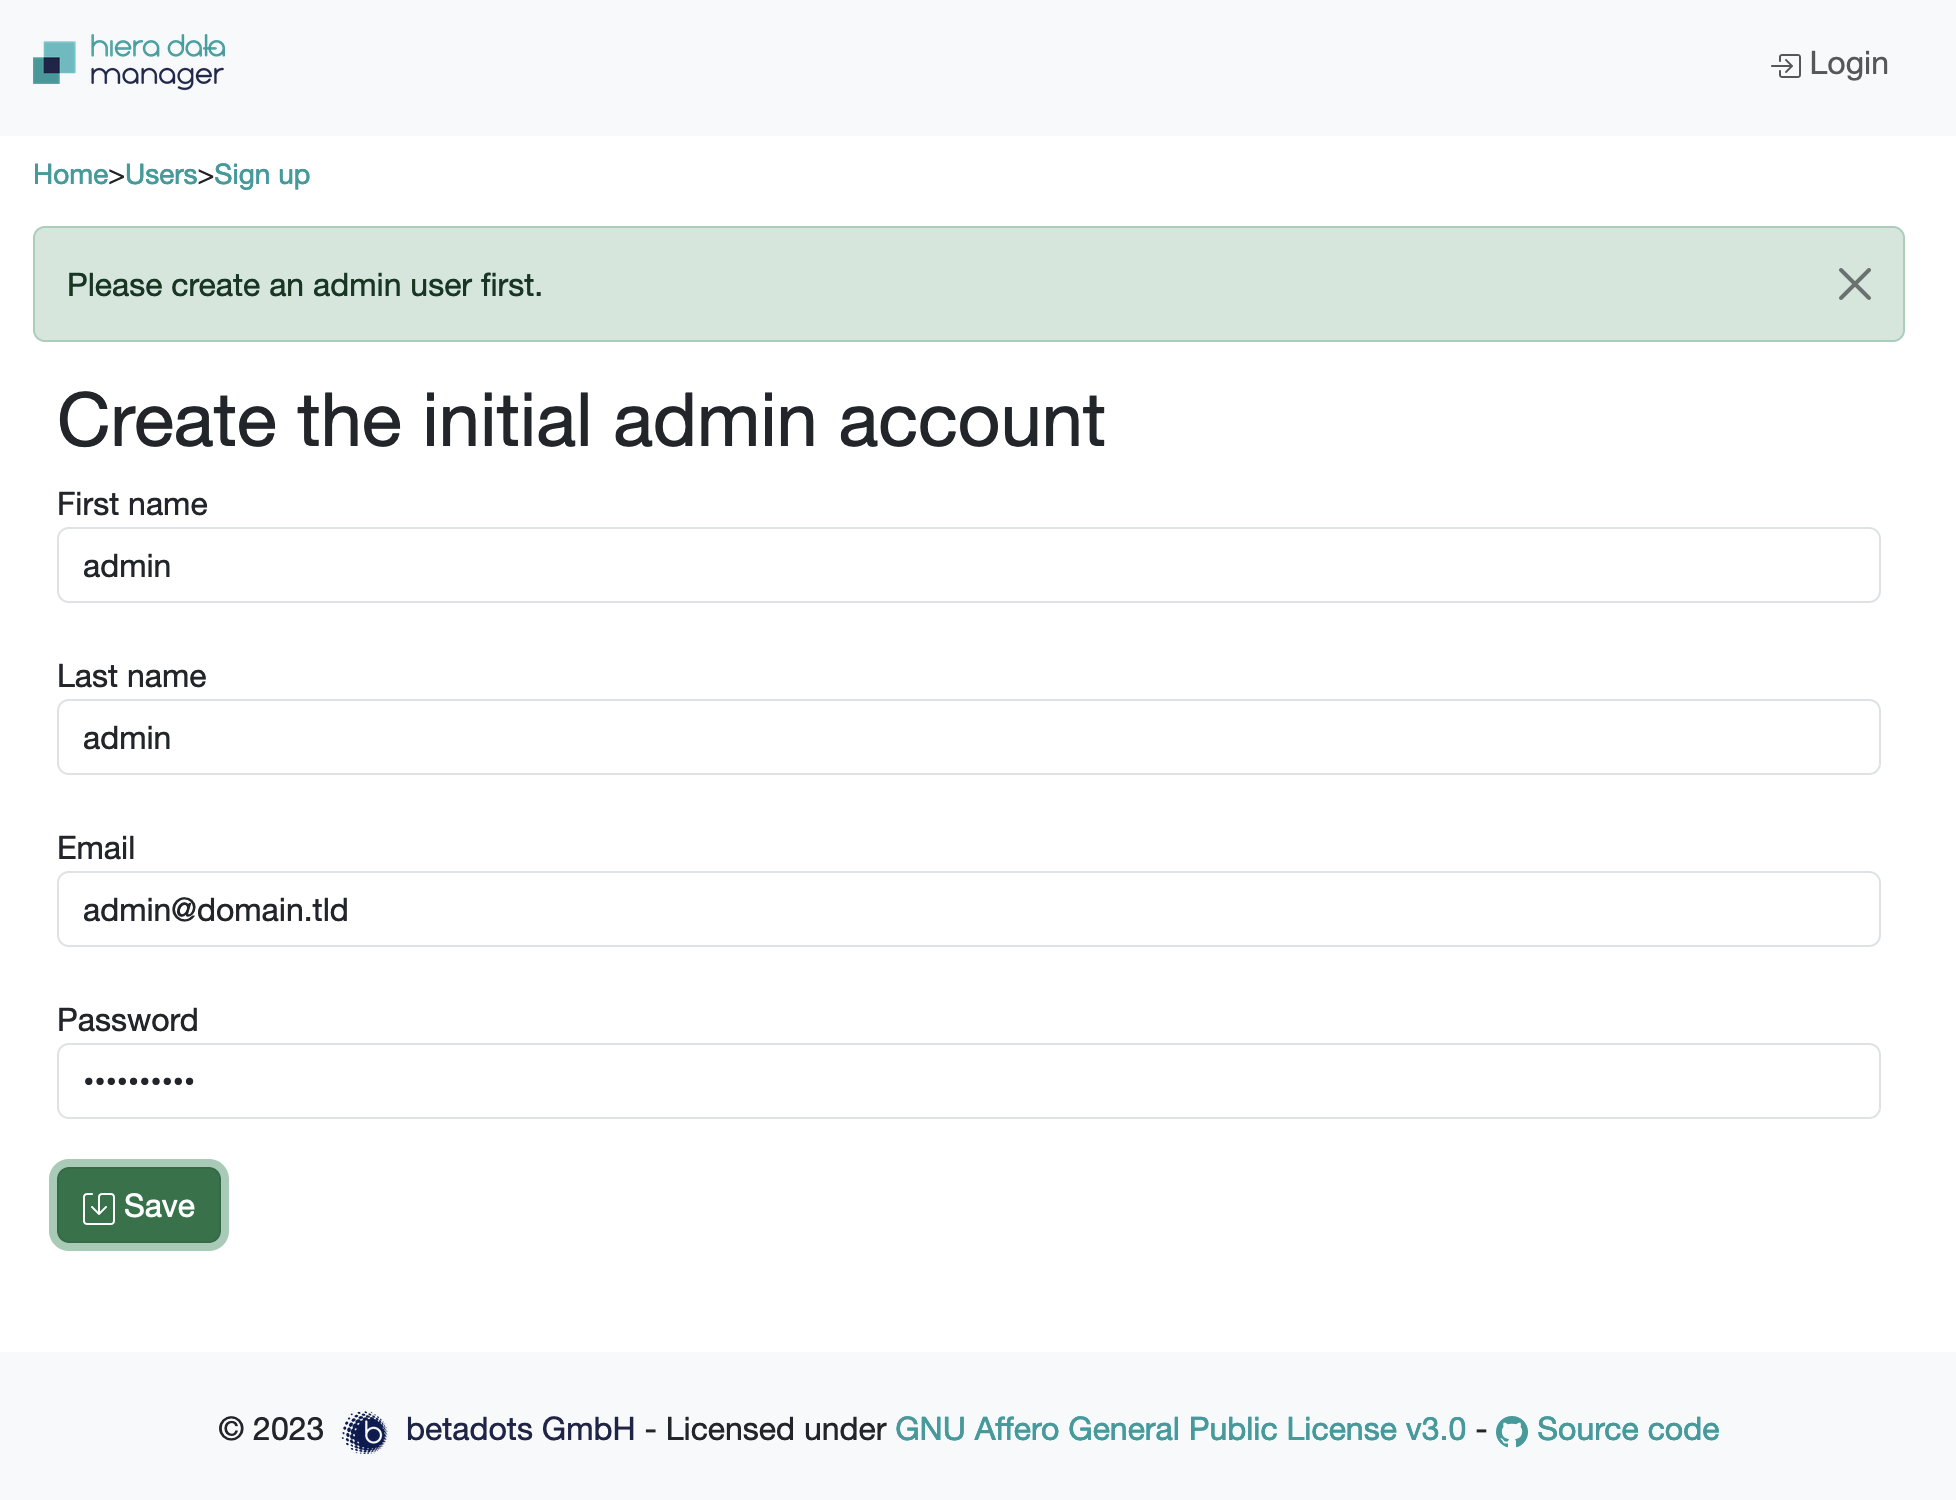 hiera data
manager
Login
Home>Users>Sign up
Please create an admin user first.
Create the initial admin account
First name
admin
Last name
admin
Email
admin@domain.tld
Password
••••••••••
Save
© 2023 b betadots GmbH - Licensed under GNU Affero General Public License v3.0 - Source code